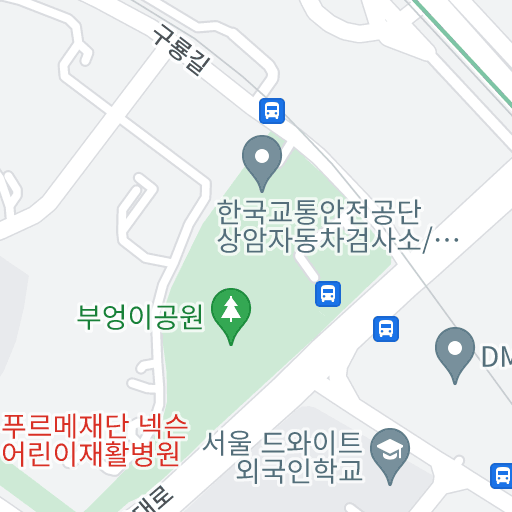 구룡길
한국교통안전공단
상암자동차검사소/…
부엉이공원
DM
푸르메재단 넥슨
어린이재활병원
서울 드와이트
외국인학교
대로